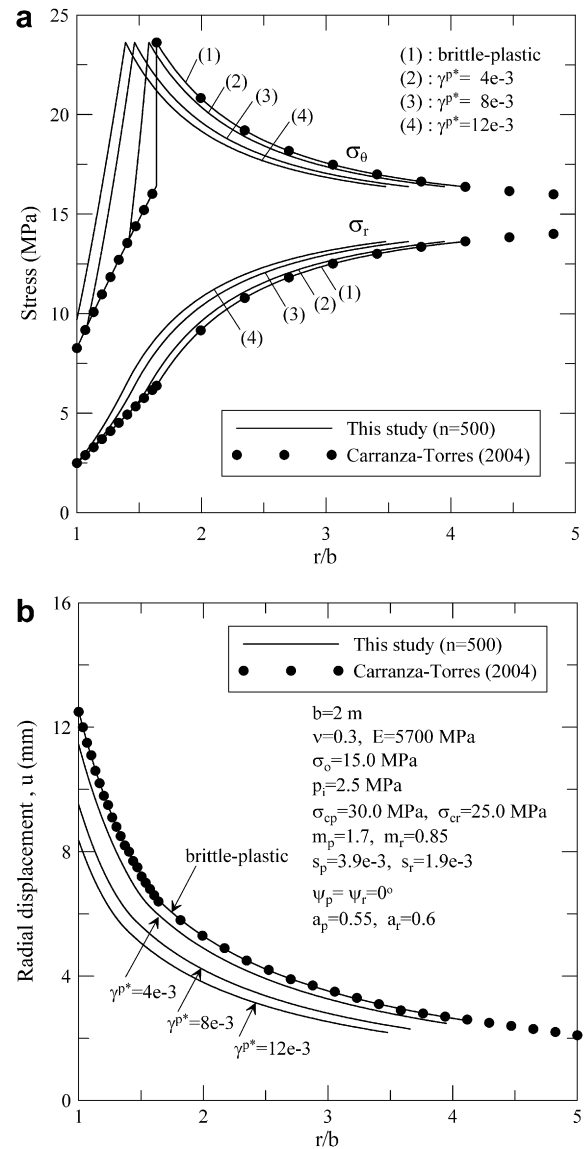 a
25
20
15
10
5
0
Stress (MPa)
(1)
(2)
(3)
(4)
(1) : brittle-plastic
(2) : γᵖ*= 4e-3
(3) : γᵖ*= 8e-3
(4) : γᵖ*=12e-3
σθ
σr
(1)
(2)
(3)
(4)
This study (n=500)
Carranza-Torres (2004)
1 2 3 4 5
r/b
b
16
12
8
4
0
Radial displacement , u (mm)
This study (n=500)
Carranza-Torres (2004)
b=2 m
ν=0.3, E=5700 MPa
σo=15.0 MPa
pi=2.5 MPa
σcp=30.0 MPa, σcr=25.0 MPa
mp=1.7, mr=0.85
sp=3.9e-3, sr=1.9e-3
ψp= ψr=0º
ap=0.55, ar=0.6
brittle-plastic
γᵖ*=4e-3
γᵖ*=8e-3
γᵖ*=12e-3
1 2 3 4 5
r/b